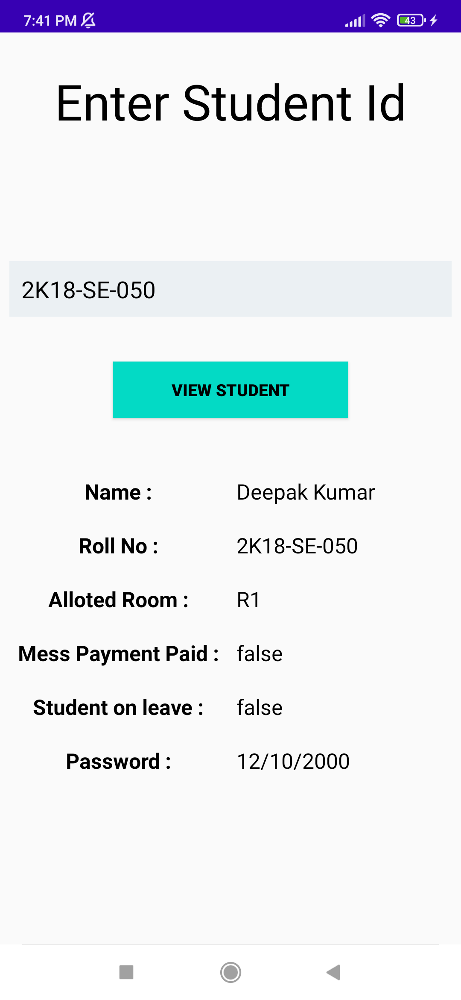 7:41 PM
43
Enter Student Id
2K18-SE-050
VIEW STUDENT
Name : Deepak Kumar
Roll No : 2K18-SE-050
Alloted Room : R1
Mess Payment Paid : false
Student on leave : false
Password : 12/10/2000